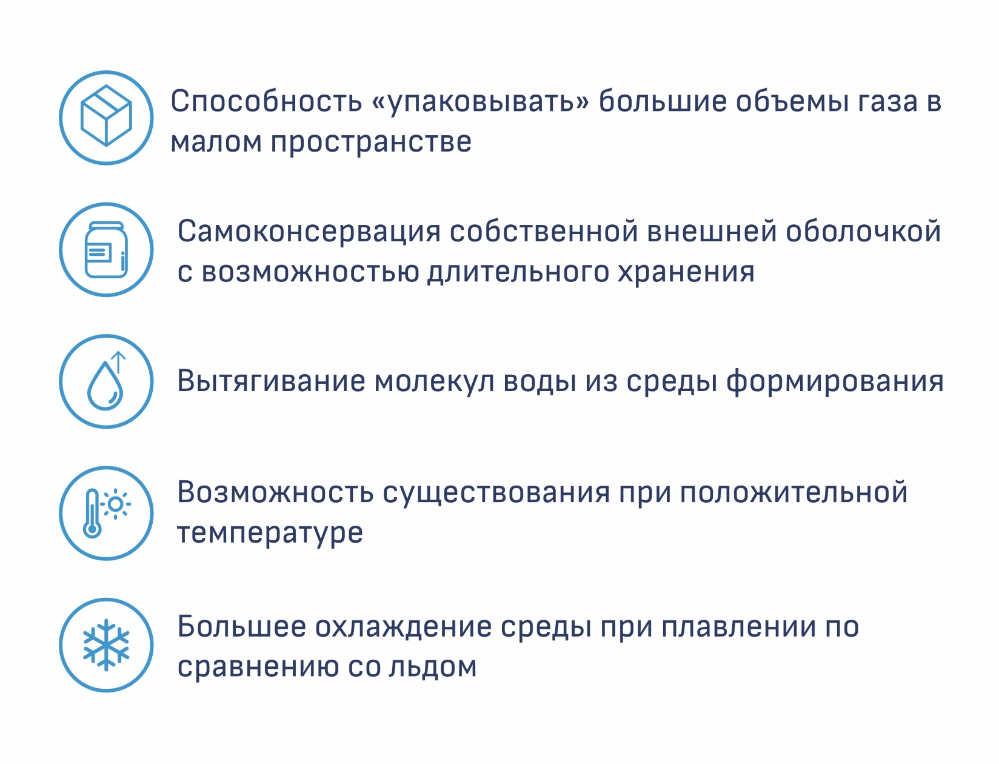 Способность «упаковывать» большие объемы газа в
малом пространстве
Самоконсервация собственной внешней оболочкой
с возможностью длительного хранения
Вытягивание молекул воды из среды формирования
Возможность существования при положительной
температуре
Большее охлаждение среды при плавлении по
сравнению со льдом